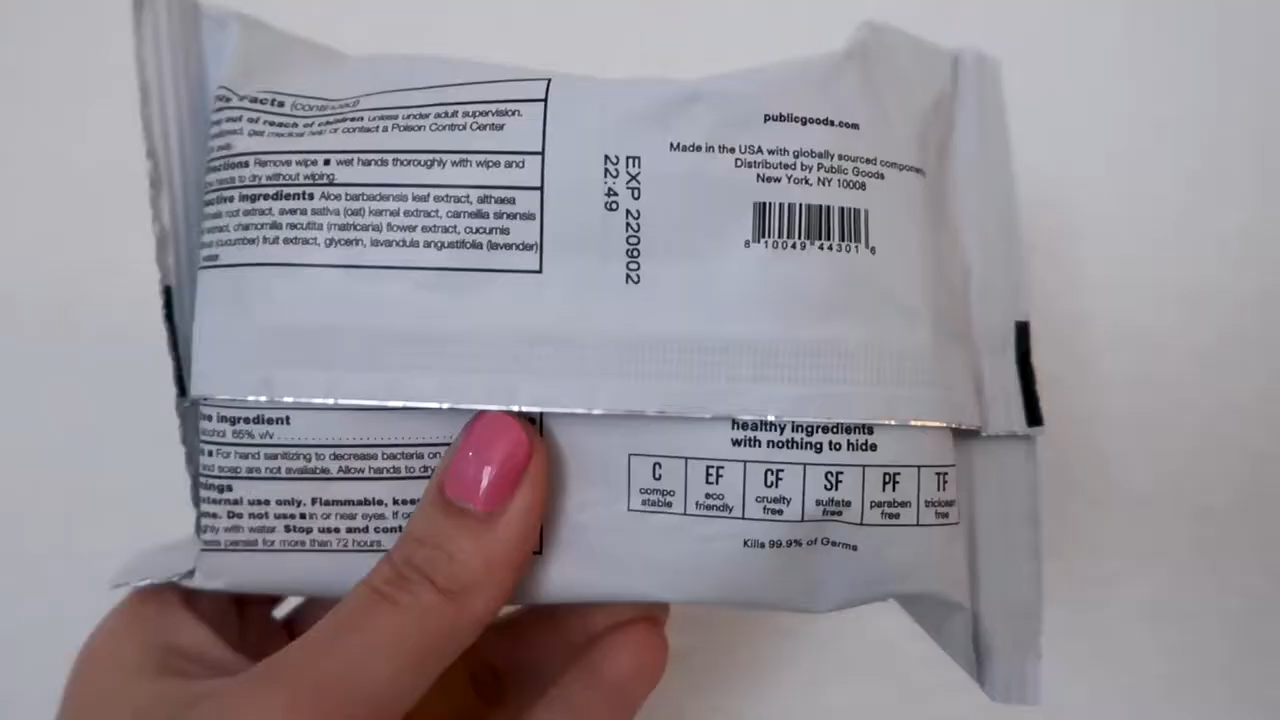 Facts (continued)
out of reach of children unless under adult supervision.
get medical help or contact a Poison Control Center
Remove wipe ■ wet hands thoroughly with wipe and
hands to dry without wiping.
ingredients Aloe barbadensis leaf extract, althaea
root extract, avena sativa (oat) kernel extract, camellia sinensis
extract, chamomilla recutita (matricaria) flower extract, cucumis
(cucumber) fruit extract, glycerin, lavandula angustifolia (lavender)
EXP 220902
22:49
publicgoods.com
Made in the USA with globally sourced components
Distributed by Public Goods
New York, NY 10008
8 10049 44301 6
ingredient
65% v/v
■ For hand sanitizing to decrease bacteria on
and soap are not available. Allow hands to dry
external use only. Flammable, keep
Do not use ■ in or near eyes. If
with water. Stop use and
persist for more than 72 hours.
healthy ingredients
with nothing to hide
C
compo
stable
EF
eco
friendly
CF
cruelty
free
SF
sulfate
free
PF
paraben
free
TF
triclosan
free
Kills 99.9% of Germs